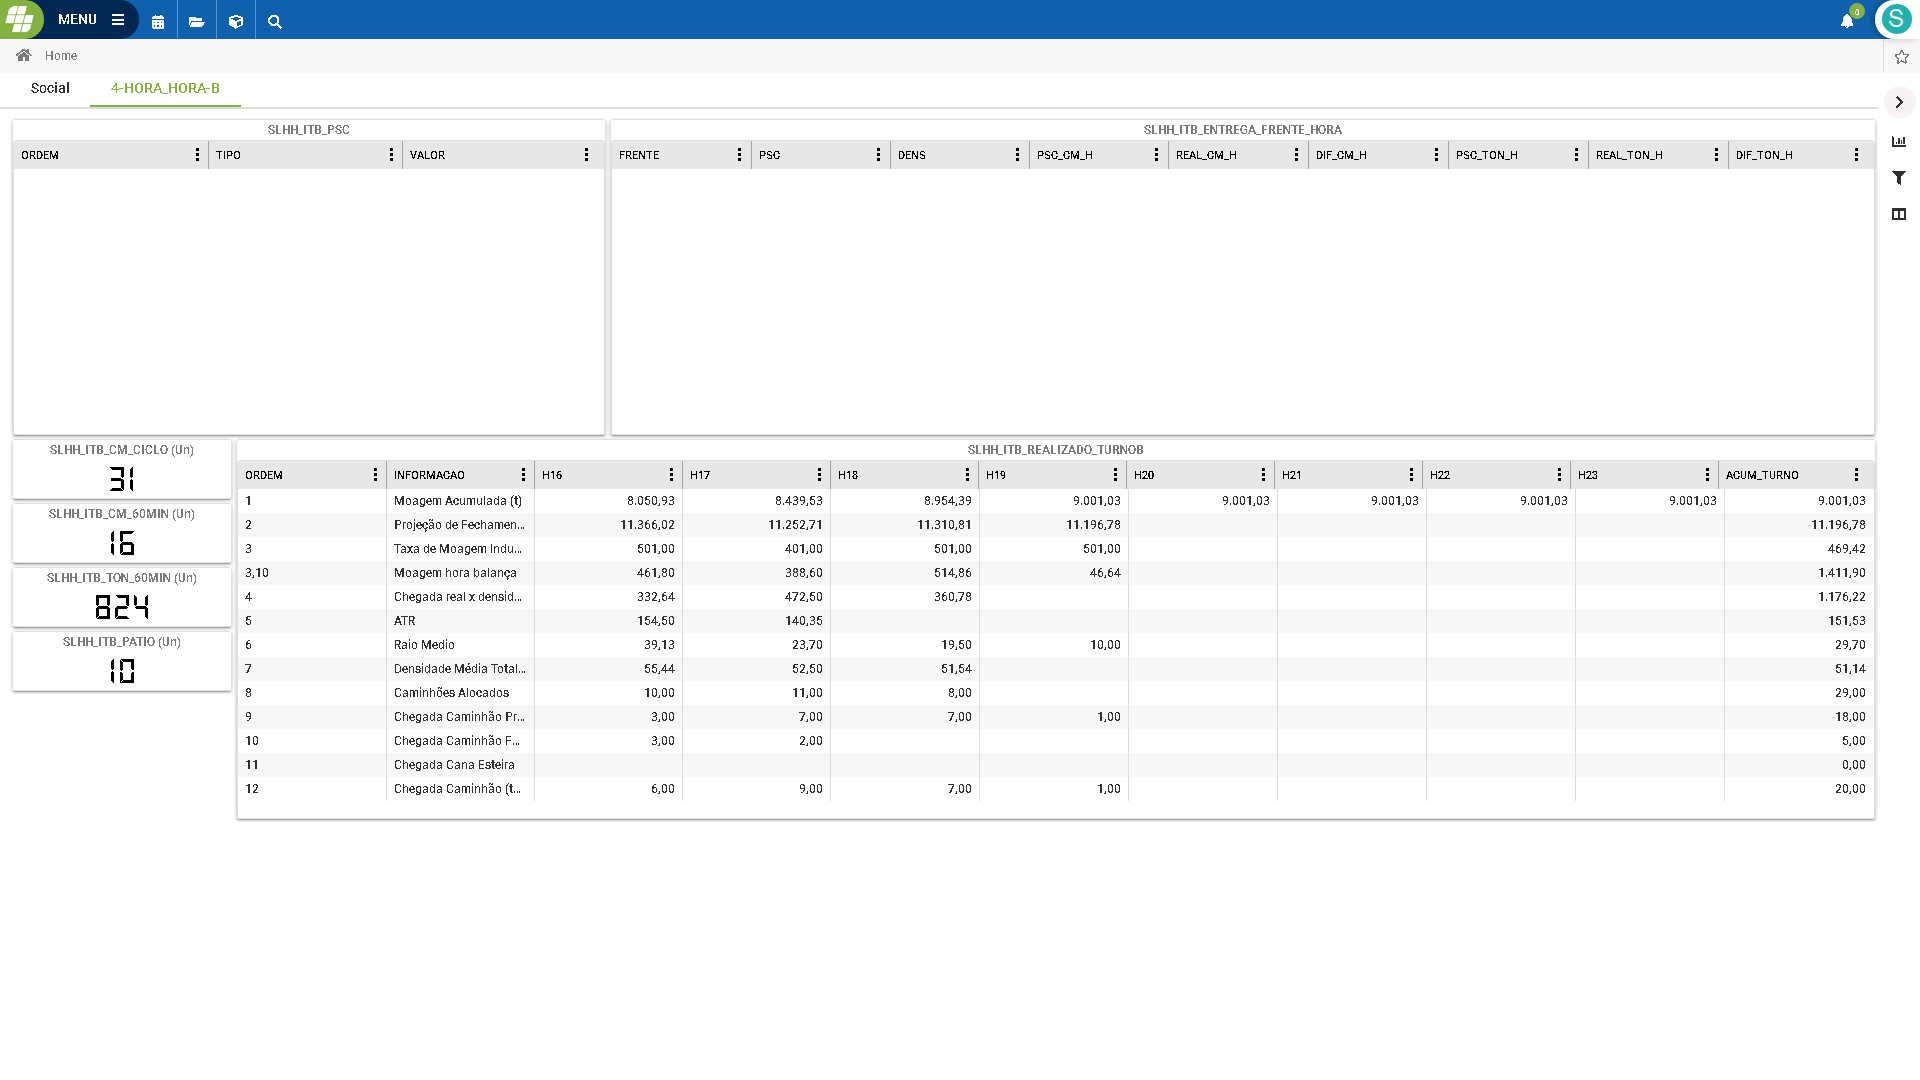 MENU
0
S
Home
Social
4-HORA_HORA-B
SLHH_ITB_PSC
ORDEM TIPO VALOR
SLHH_ITB_ENTREGA_FRENTE_HORA
FRENTE PSC DENS PSC_CM_H REAL_CM_H DIF_CM_H PSC_TON_H REAL_TON_H DIF_TON_H
SLHH_ITB_CM_CICLO (Un)
31
SLHH_ITB_CM_60MIN (Un)
16
SLHH_ITB_TON_60MIN (Un)
824
SLHH_ITB_PATIO (Un)
10
SLHH_ITB_REALIZADO_TURNOB
ORDEM INFORMACAO H16 H17 H18 H19 H20 H21 H22 H23 ACUM_TURNO
1 Moagem Acumulada (t) 8.050,93 8.439,53 8.954,39 9.001,03 9.001,03 9.001,03 9.001,03 9.001,03 9.001,03
2 Projeção de Fechamen... 11.366,02 11.252,71 11.310,81 11.196,78 11.196,78
3 Taxa de Moagem Indu... 501,00 401,00 501,00 501,00 469,42
3,10 Moagem hora balança 461,80 388,60 514,86 46,64 1.411,90
4 Chegada real x densid... 332,64 472,50 360,78 1.176,22
5 ATR 154,50 140,35 151,53
6 Raio Medio 39,13 23,70 19,50 10,00 29,70
7 Densidade Média Total... 55,44 52,50 51,54 51,14
8 Caminhões Alocados 10,00 11,00 8,00 29,00
9 Chegada Caminhão Pr... 3,00 7,00 7,00 1,00 18,00
10 Chegada Caminhão F... 3,00 2,00 5,00
11 Chegada Cana Esteira 0,00
12 Chegada Caminhão (t... 6,00 9,00 7,00 1,00 20,00